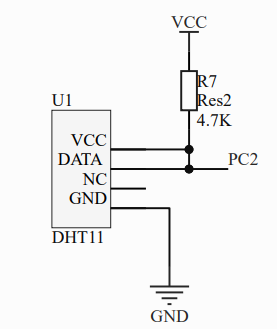 VCC
R7
Res2
4.7K
U1
VCC
DATA
NC
GND
DHT11
PC2
GND